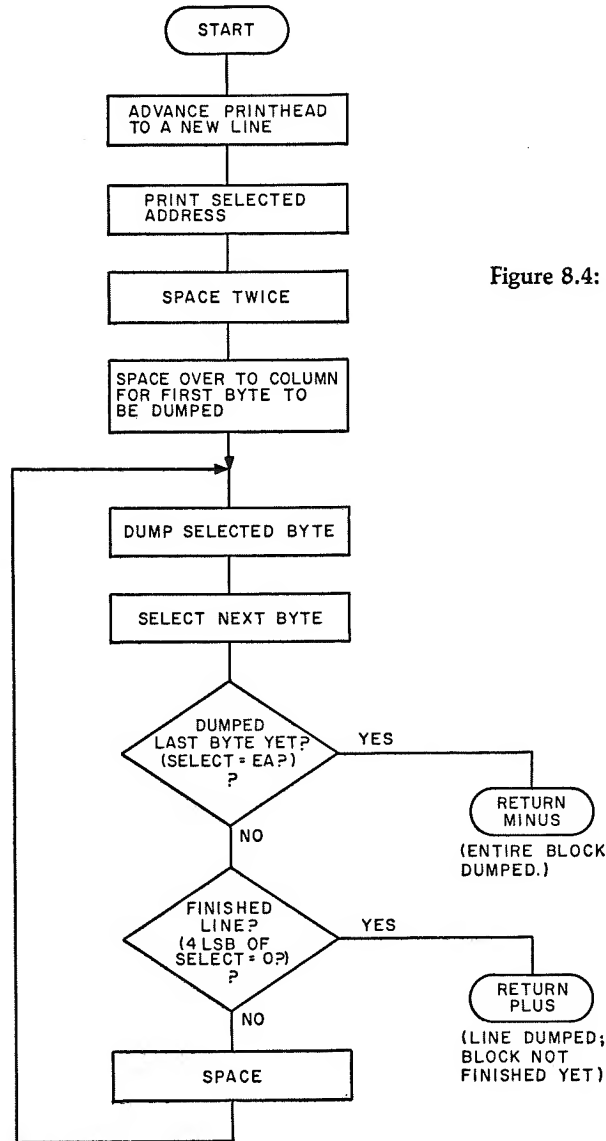 START
ADVANCE PRINTHEAD
TO A NEW LINE
PRINT SELECTED
ADDRESS
SPACE TWICE
Figure 8.4:
SPACE OVER TO COLUMN
FOR FIRST BYTE TO
BE DUMPED
DUMP SELECTED BYTE
SELECT NEXT BYTE
DUMPED
LAST BYTE YET?
(SELECT = EA?)
?
YES
RETURN
MINUS
(ENTIRE BLOCK
DUMPED.)
NO
FINISHED
LINE?
(4 LSB OF
SELECT = 0?)
?
YES
RETURN
PLUS
(LINE DUMPED;
BLOCK NOT
FINISHED YET)
NO
SPACE